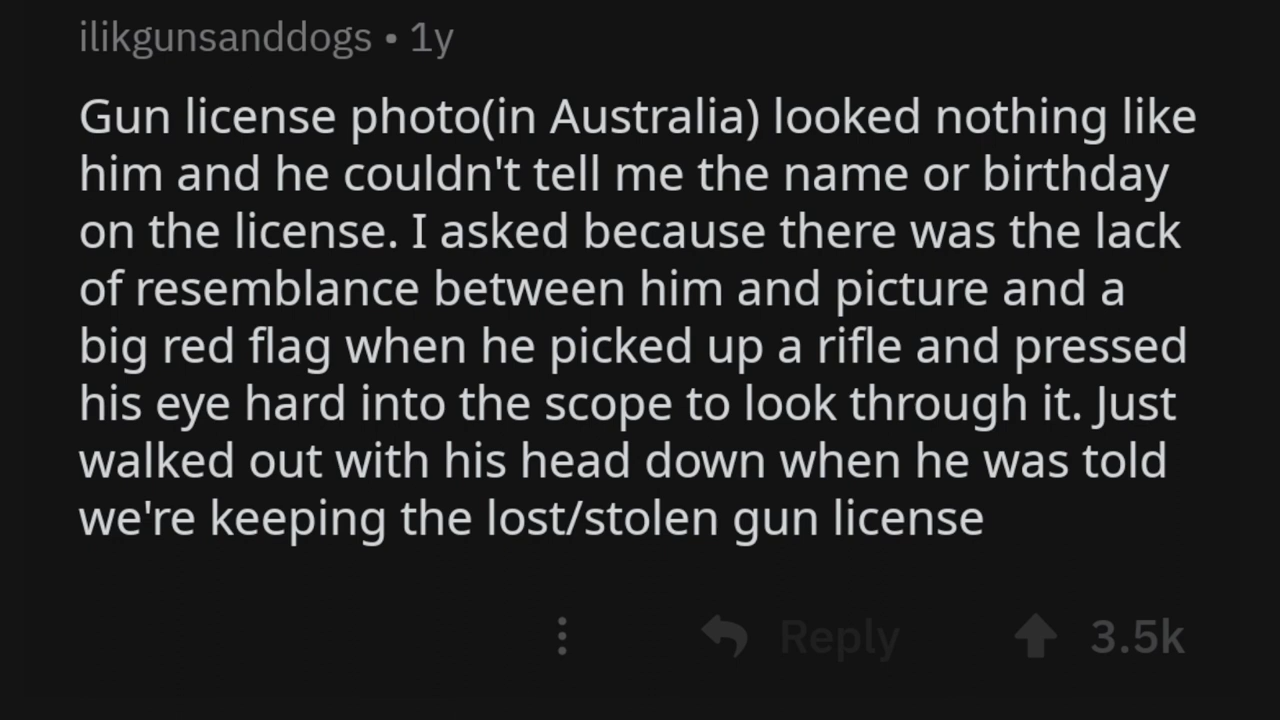 ilikgunsanddogs • 1y
Gun license photo(in Australia) looked nothing like
him and he couldn't tell me the name or birthday
on the license. I asked because there was the lack
of resemblance between him and picture and a
big red flag when he picked up a rifle and pressed
his eye hard into the scope to look through it. Just
walked out with his head down when he was told
we're keeping the lost/stolen gun license
Reply 3.5k